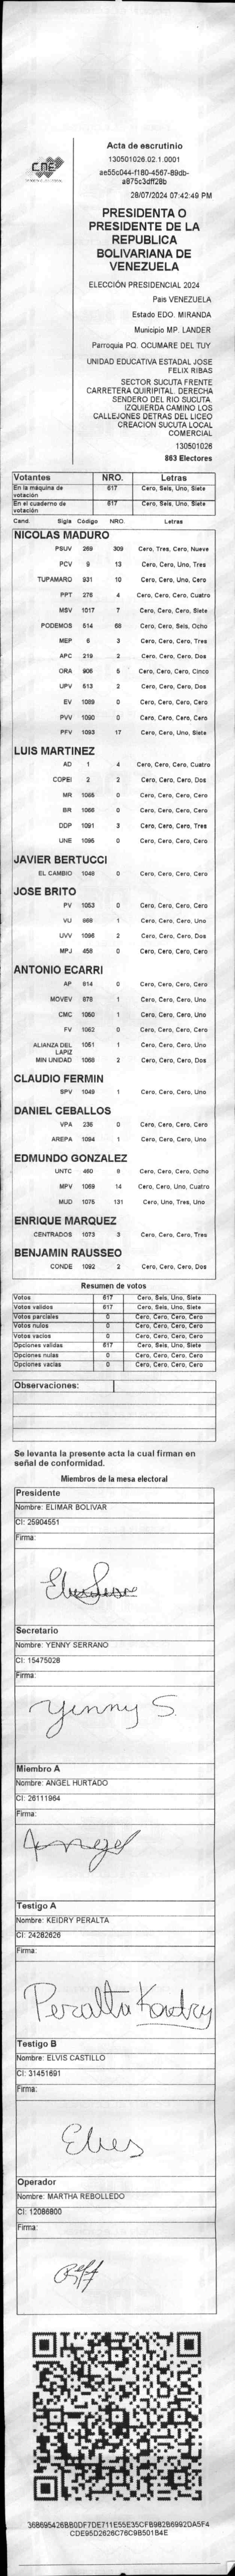 CNE
Acta de escrutinio
130501026.02.1.0001
ae55c044-f180-4567-89db-
a875c3dff28b
28/07/2024 07:42:49 PM
PRESIDENTA O
PRESIDENTE DE LA
REPUBLICA
BOLIVARIANA DE
VENEZUELA
ELECCIÓN PRESIDENCIAL 2024
Pais VENEZUELA
Estado EDO. MIRANDA
Municipio MP. LANDER
Parroquia PQ. OCUMARE DEL TUY
UNIDAD EDUCATIVA ESTADAL JOSE
FELIX RIBAS
SECTOR SUCUTA FRENTE
CARRETERA QUIRIPITAL. DERECHA
SENDERO DEL RIO SUCUTA.
IZQUIERDA CAMINO LOS
CALLEJONES DETRAS DEL LICEO
CREACION SUCUTA LOCAL
COMERCIAL
130501026
863 Electores
Votantes NRO. Letras
En la máquina de votación 617 Cero, Seis, Uno, Siete
En el cuaderno de votación 617 Cero, Seis, Uno, Siete
Cand. Sigla Código NRO. Letras
NICOLAS MADURO
PSUV 269 309 Cero, Tres, Cero, Nueve
PCV 9 13 Cero, Cero, Uno, Tres
TUPAMARO 931 10 Cero, Cero, Uno, Cero
PPT 276 4 Cero, Cero, Cero, Cuatro
MSV 1017 7 Cero, Cero, Cero, Siete
PODEMOS 514 68 Cero, Cero, Seis, Ocho
MEP 6 3 Cero, Cero, Cero, Tres
APC 219 2 Cero, Cero, Cero, Dos
ORA 906 5 Cero, Cero, Cero, Cinco
UPV 513 2 Cero, Cero, Cero, Dos
EV 1089 0 Cero, Cero, Cero, Cero
PVV 1090 0 Cero, Cero, Cero, Cero
PFV 1093 17 Cero, Cero, Uno, Siete
LUIS MARTINEZ
AD 1 4 Cero, Cero, Cero, Cuatro
COPEI 2 2 Cero, Cero, Cero, Dos
MR 1065 0 Cero, Cero, Cero, Cero
BR 1066 0 Cero, Cero, Cero, Cero
DDP 1091 3 Cero, Cero, Cero, Tres
UNE 1095 0 Cero, Cero, Cero, Cero
JAVIER BERTUCCI
EL CAMBIO 1048 0 Cero, Cero, Cero, Cero
JOSE BRITO
PV 1053 0 Cero, Cero, Cero, Cero
VU 969 1 Cero, Cero, Cero, Uno
UVV 1096 2 Cero, Cero, Cero, Dos
MPJ 458 0 Cero, Cero, Cero, Cero
ANTONIO ECARRI
AP 814 0 Cero, Cero, Cero, Cero
MOVEV 878 1 Cero, Cero, Cero, Uno
CMC 1050 1 Cero, Cero, Cero, Uno
FV 1052 0 Cero, Cero, Cero, Cero
ALIANZA DEL LAPIZ 1051 1 Cero, Cero, Cero, Uno
MIN UNIDAD 1068 2 Cero, Cero, Cero, Dos
CLAUDIO FERMIN
SPV 1049 1 Cero, Cero, Cero, Uno
DANIEL CEBALLOS
VPA 236 0 Cero, Cero, Cero, Cero
AREPA 1094 1 Cero, Cero, Cero, Uno
EDMUNDO GONZALEZ
UNTC 460 8 Cero, Cero, Cero, Ocho
MPV 1069 14 Cero, Cero, Uno, Cuatro
MUD 1075 131 Cero, Uno, Tres, Uno
ENRIQUE MARQUEZ
CENTRADOS 1073 3 Cero, Cero, Cero, Tres
BENJAMIN RAUSSEO
CONDE 1092 2 Cero, Cero, Cero, Dos
Resumen de votos
Votos 617 Cero, Seis, Uno, Siete
Votos validos 617 Cero, Seis, Uno, Siete
Votos parciales 0 Cero, Cero, Cero, Cero
Votos nulos 0 Cero, Cero, Cero, Cero
Votos vacios 0 Cero, Cero, Cero, Cero
Opciones validas 617 Cero, Seis, Uno, Siete
Opciones nulas 0 Cero, Cero, Cero, Cero
Opciones vacias 0 Cero, Cero, Cero, Cero
Observaciones:
Se levanta la presente acta la cual firman en
señal de conformidad.
Miembros de la mesa electoral
Presidente
Nombre: ELIMAR BOLIVAR
CI: 25904551
Firma:
Secretario
Nombre: YENNY SERRANO
CI: 15475028
Firma:
Yenny S.
Miembro A
Nombre: ANGEL HURTADO
CI: 26111964
Firma:
Angel
Testigo A
Nombre: KEIDRY PERALTA
CI: 24282626
Firma:
Peralta Keidry
Testigo B
Nombre: ELVIS CASTILLO
CI: 31451691
Firma:
Elvis
Operador
Nombre: MARTHA REBOLLEDO
CI: 12086800
Firma:
36B695426BB0DF7DE711E55E35CFB982B6992DA5F4
CDE95D2626C76C9B501B4E